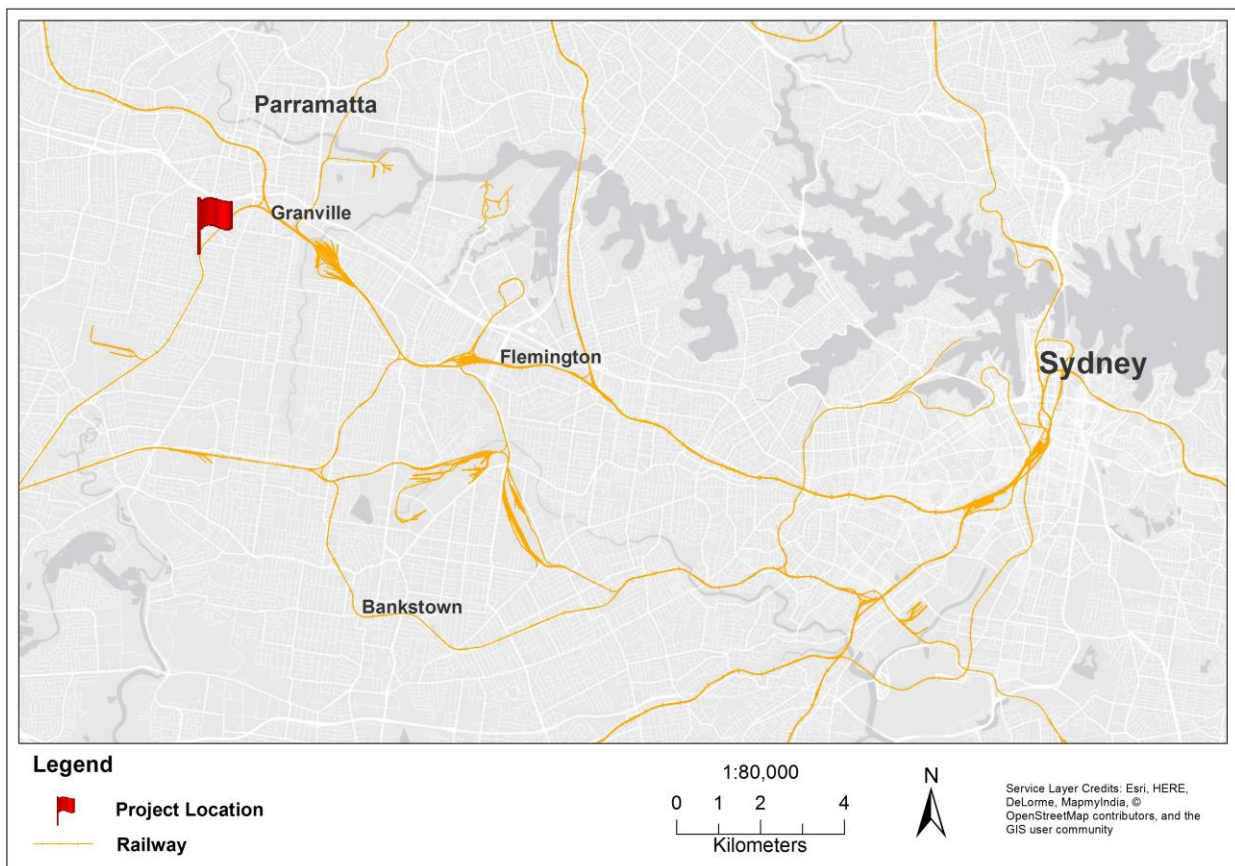 Parramatta
Granville
Flemington
Sydney
Bankstown
Legend
Project Location
Railway
1:80,000
0 1 2 4
Kilometers
N
Service Layer Credits: Esri, HERE,
DeLorme, MapmyIndia, ©
OpenStreetMap contributors, and the
GIS user community